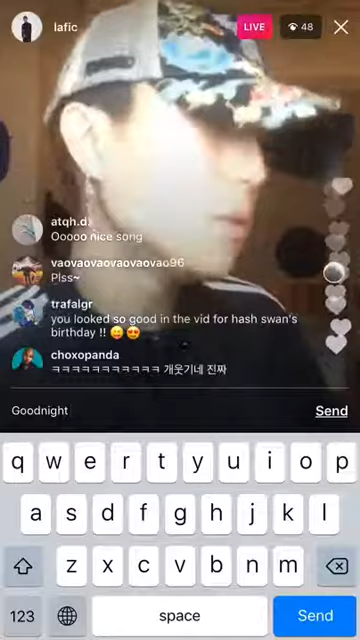 lafic
LIVE
48
atqh.d
Ooooo nice song
vaovaovaovaovaovao96
Plss~
trafalgr
you looked so good in the vid for hash swan's
birthday !! 😄😍
choxopanda
ㅋㅋㅋㅋㅋㅋㅋㅋㅋㅋㅋ 개웃기네 진짜
Goodnight
Send
q w e r t y u i o p
a s d f g h j k l
z x c v b n m
123
space
Send